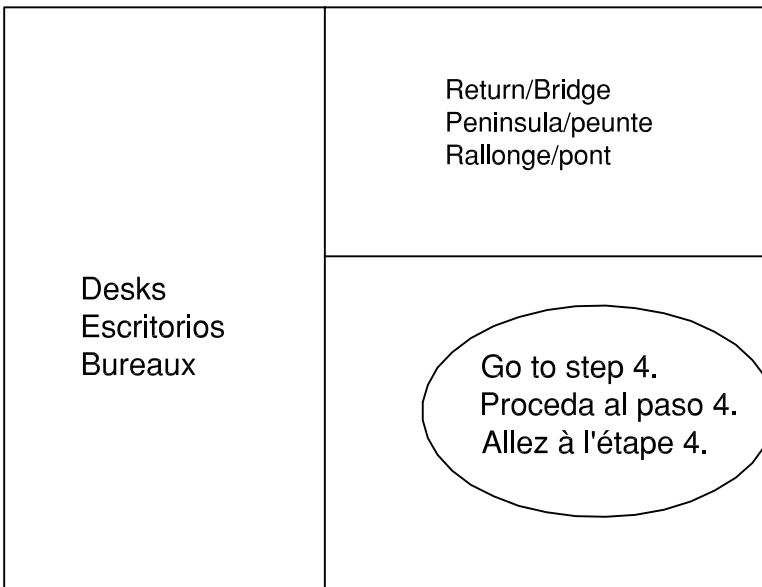 Desks
Escritorios
Bureaux
Return/Bridge
Peninsula/peunte
Rallonge/pont
Go to step 4.
Proceda al paso 4.
Allez à l'étape 4.